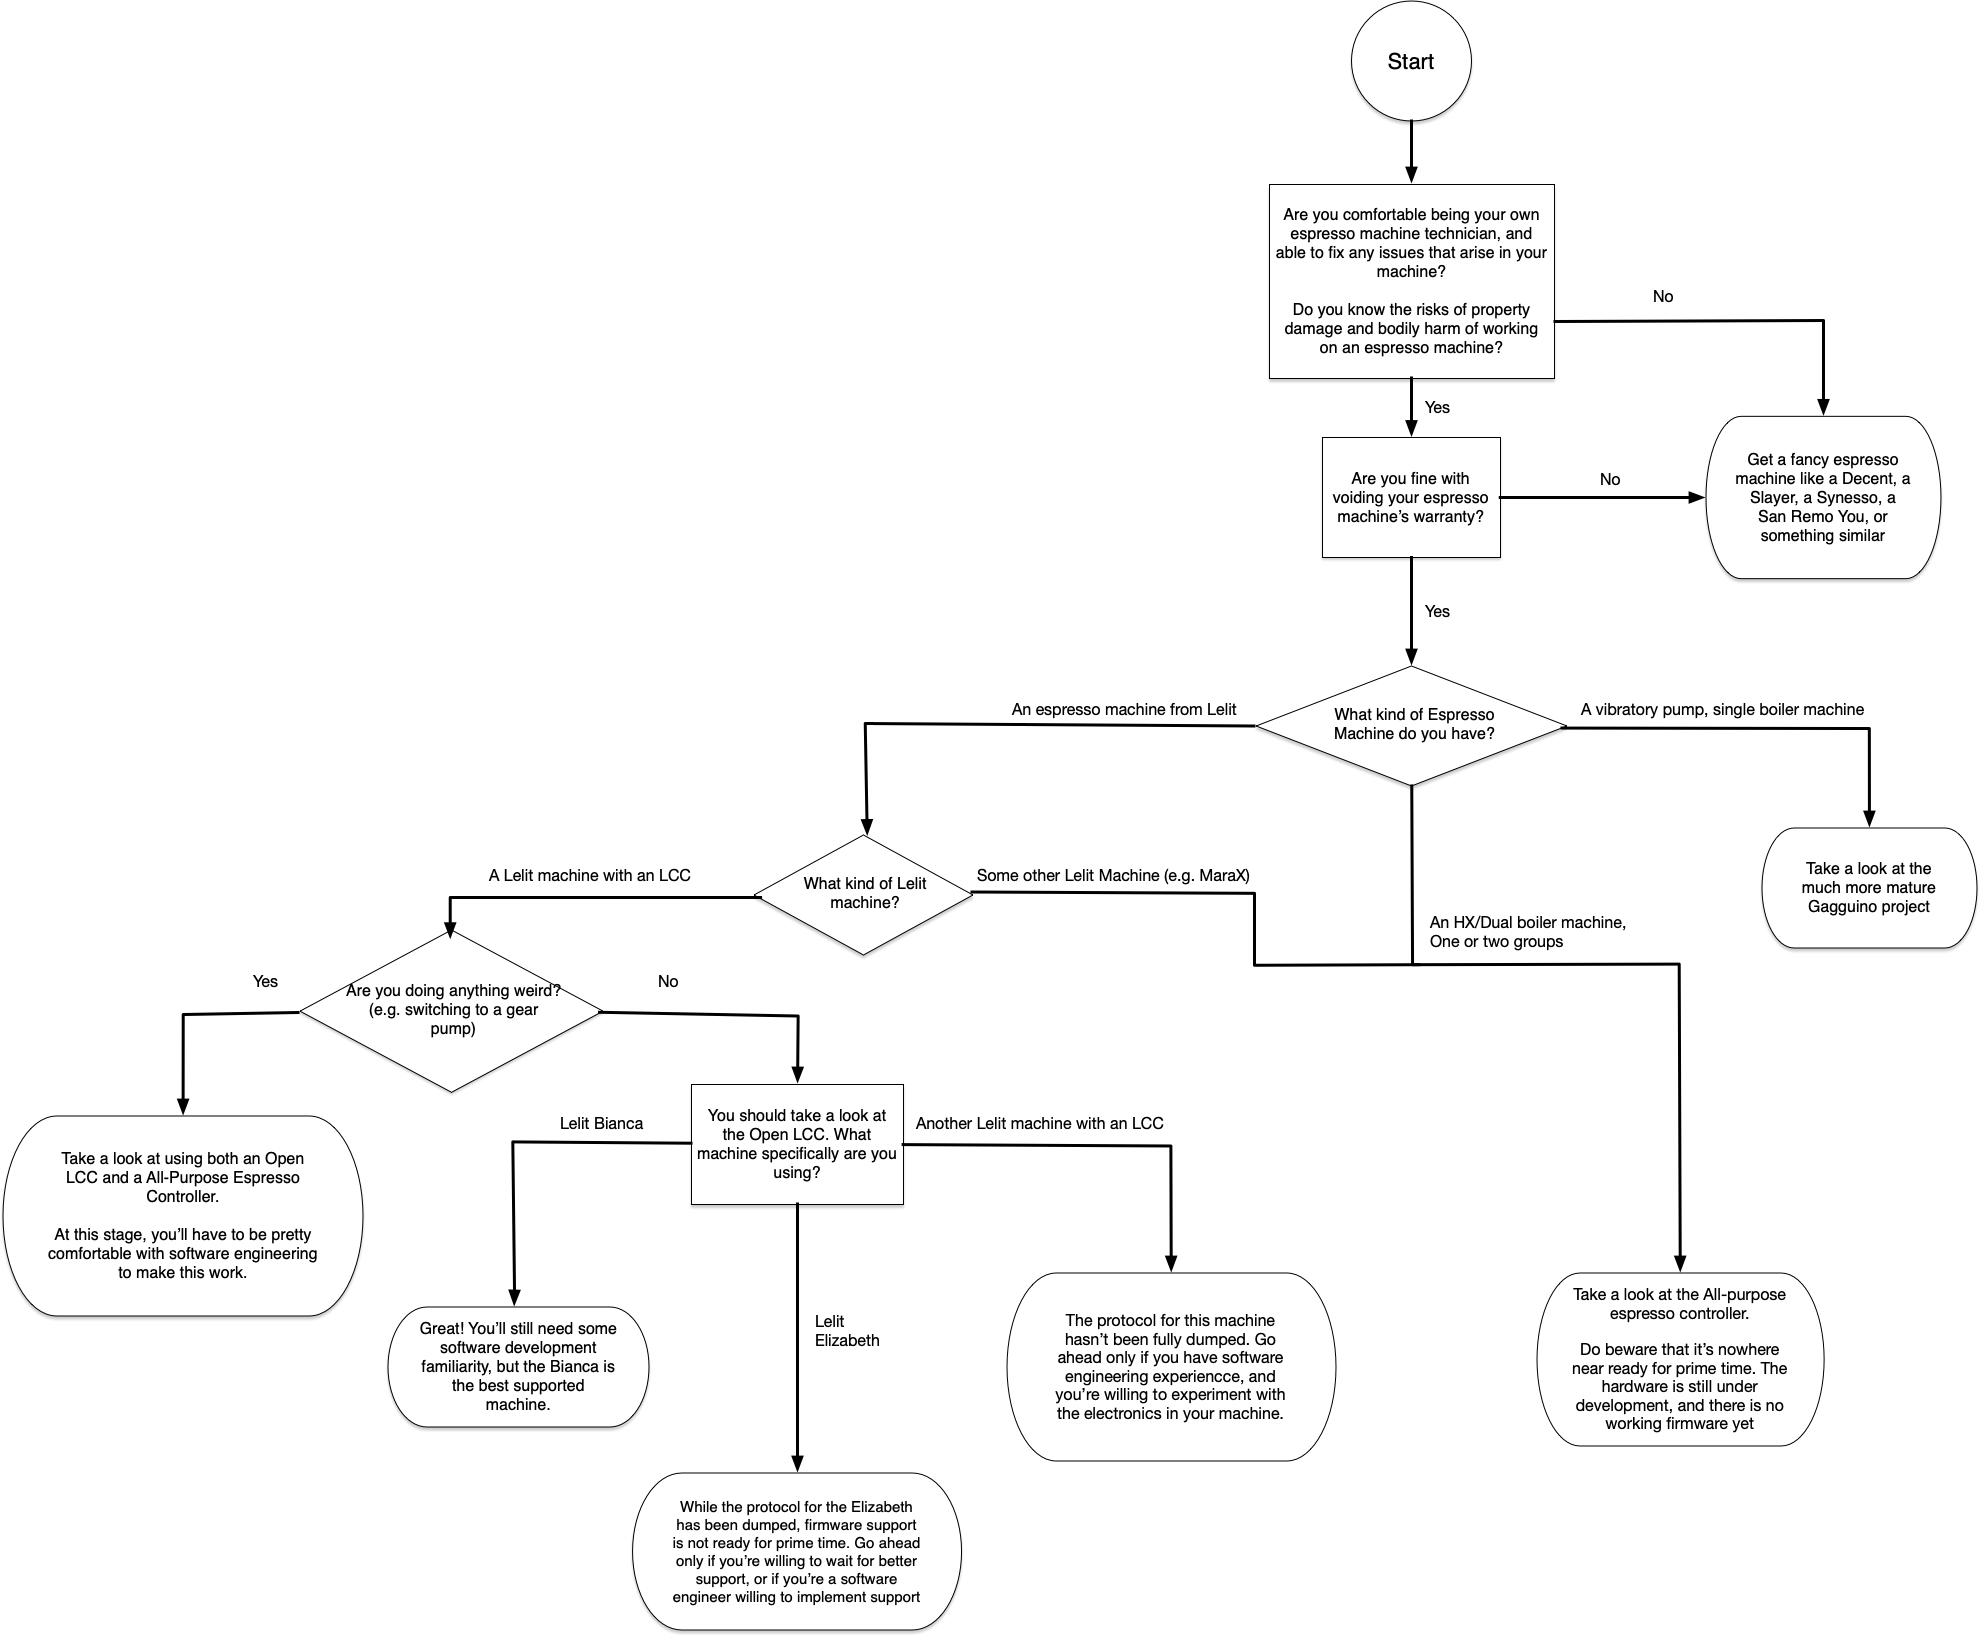 Start
Are you comfortable being your own
espresso machine technician, and
able to fix any issues that arise in your
machine?
Do you know the risks of property
damage and bodily harm of working
on an espresso machine?
No
Yes
Are you fine with
voiding your espresso
machine’s warranty?
No
Get a fancy espresso
machine like a Decent, a
Slayer, a Synesso, a
San Remo You, or
something similar
Yes
What kind of Espresso
Machine do you have?
An espresso machine from Lelit
A vibratory pump, single boiler machine
Take a look at the
much more mature
Gagguino project
An HX/Dual boiler machine,
One or two groups
What kind of Lelit
machine?
A Lelit machine with an LCC
Some other Lelit Machine (e.g. MaraX)
Are you doing anything weird?
(e.g. switching to a gear
pump)
Yes
No
Take a look at using both an Open
LCC and a All-Purpose Espresso
Controller.
At this stage, you’ll have to be pretty
comfortable with software engineering
to make this work.
You should take a look at
the Open LCC. What
machine specifically are you
using?
Lelit Bianca
Another Lelit machine with an LCC
Lelit
Elizabeth
Great! You’ll still need some
software development
familiarity, but the Bianca is
the best supported
machine.
The protocol for this machine
hasn’t been fully dumped. Go
ahead only if you have software
engineering experiencce, and
you’re willing to experiment with
the electronics in your machine.
Take a look at the All-purpose
espresso controller.
Do beware that it’s nowhere
near ready for prime time. The
hardware is still under
development, and there is no
working firmware yet
While the protocol for the Elizabeth
has been dumped, firmware support
is not ready for prime time. Go ahead
only if you’re willing to wait for better
support, or if you’re a software
engineer willing to implement support